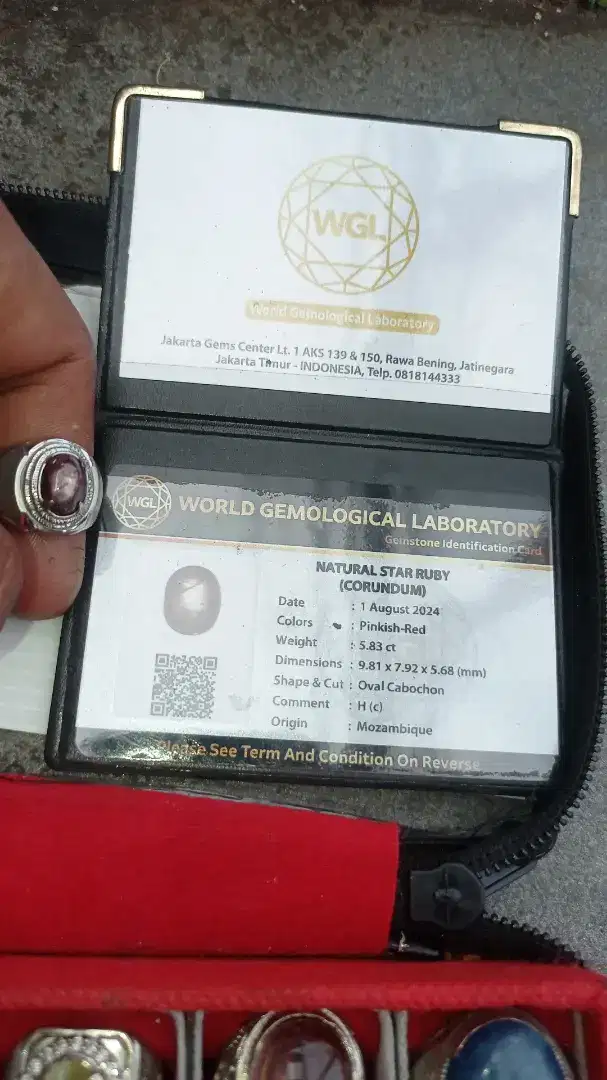 WGL
World Gemological Laboratory
Jakarta Gems Center Lt. 1 AKS 139 & 150, Rawa Bening, Jatinegara
Jakarta Timur - INDONESIA, Telp. 0818144333
WGL
WORLD GEMOLOGICAL LABORATORY
Gemstone Identification Card
NATURAL STAR RUBY
(CORUNDUM)
Date : 1 August 2024
Colors : Pinkish-Red
Weight : 5.83 ct
Dimensions : 9.81 x 7.92 x 5.68 (mm)
Shape & Cut : Oval Cabochon
Comment : H (c)
Origin : Mozambique
Please See Term And Condition On Reverse